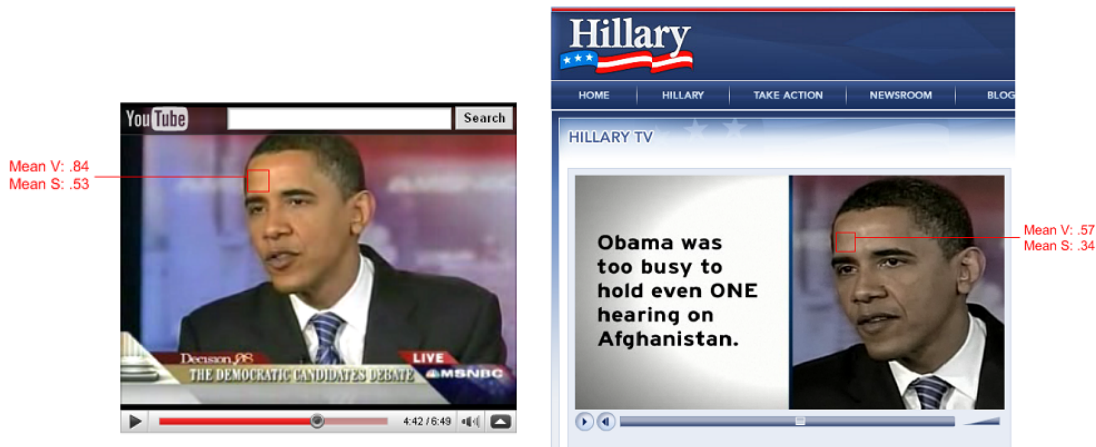 Mean V: .84
Mean S: .53
YouTube
Search
Decision 08
LIVE
THE DEMOCRATIC CANDIDATES DEBATE
MSNBC
4:42 / 6:49
Hillary
HOME
HILLARY
TAKE ACTION
NEWSROOM
BLOG
HILLARY TV
Obama was
too busy to
hold even ONE
hearing on
Afghanistan.
Mean V: .57
Mean S: .34